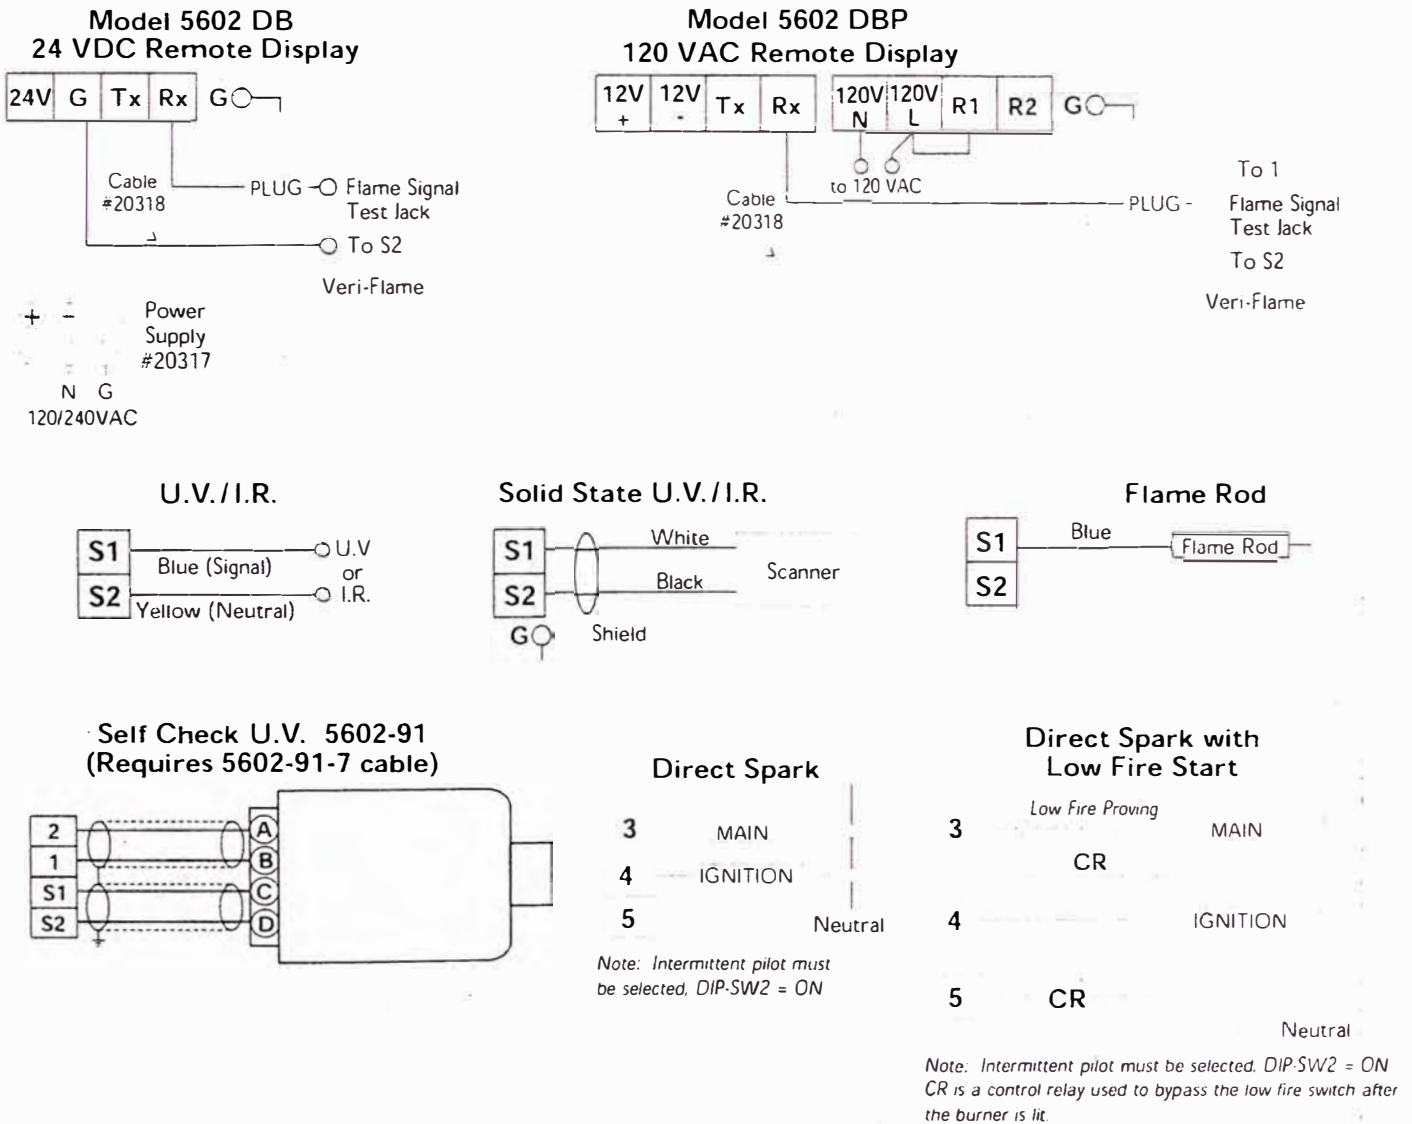 Model 5602 DB
24 VDC Remote Display
24V G Tx Rx G
Cable
#20318
PLUG
Flame Signal
Test Jack
To S2
Veri-Flame
+ -
Power
Supply
#20317
N G
120/240VAC
Model 5602 DBP
120 VAC Remote Display
12V
+
12V
-
Tx
Rx
120V
N
120V
L
R1
R2
G
to 120 VAC
Cable
#20318
PLUG -
To 1
Flame Signal
Test Jack
To S2
Veri-Flame
U.V. / I.R.
S1
Blue (Signal)
U.V
or
I.R.
S2
Yellow (Neutral)
Solid State U.V. / I.R.
S1
White
S2
Black
Scanner
G
Shield
Flame Rod
S1
Blue
Flame Rod
S2
Self Check U.V. 5602-91
(Requires 5602-91-7 cable)
2 A
1 B
S1 C
S2 D
Direct Spark
3 MAIN
4 IGNITION
5
Neutral
Note: Intermittent pilot must
be selected, DIP-SW2 = ON
Direct Spark with
Low Fire Start
Low Fire Proving
3 MAIN
CR
4 IGNITION
5 CR
Neutral
Note: Intermittent pilot must be selected. DIP-SW2 = ON
CR is a control relay used to bypass the low fire switch after
the burner is lit.